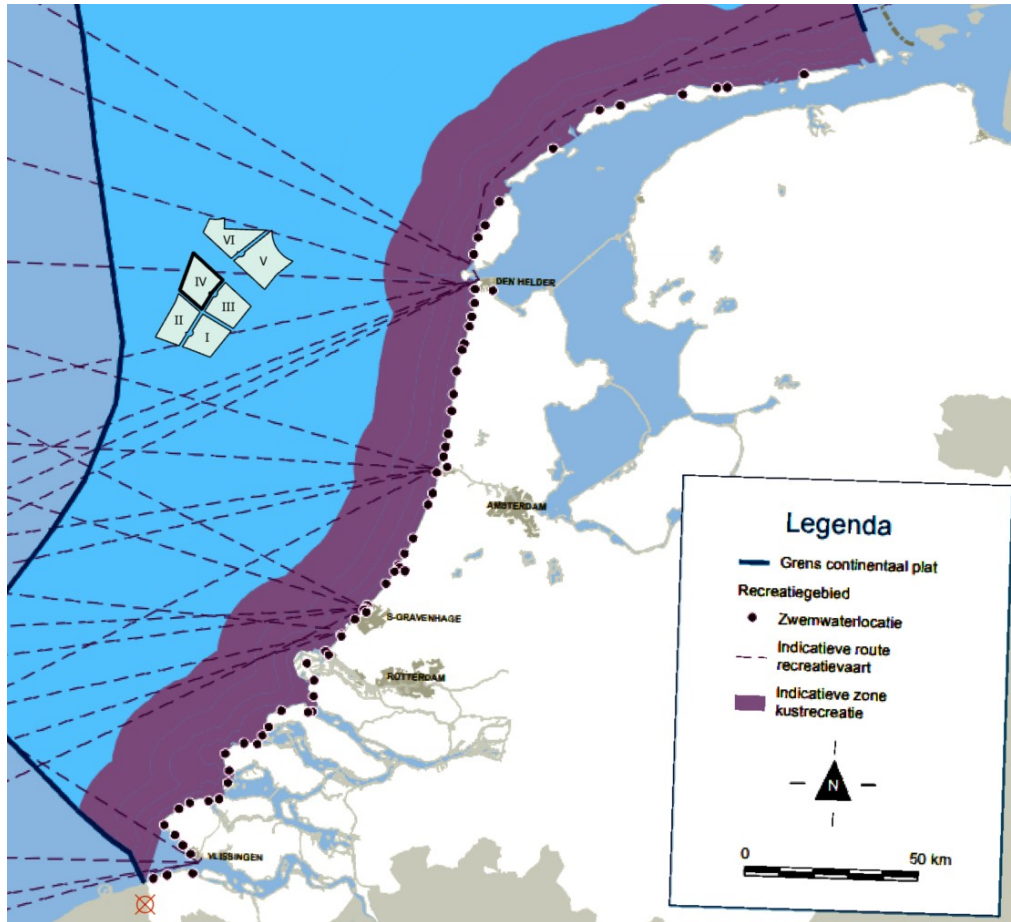 VI
V
IV
III
II
I
DEN HELDER
AMSTERDAM
S-GRAVENHAGE
ROTTERDAM
VLISSINGEN
Legenda
Grens continentaal plat
Recreatiegebied
Zwemwaterlocatie
Indicatieve route
recreatievaart
Indicatieve zone
kustrecreatie
N
0 50 km